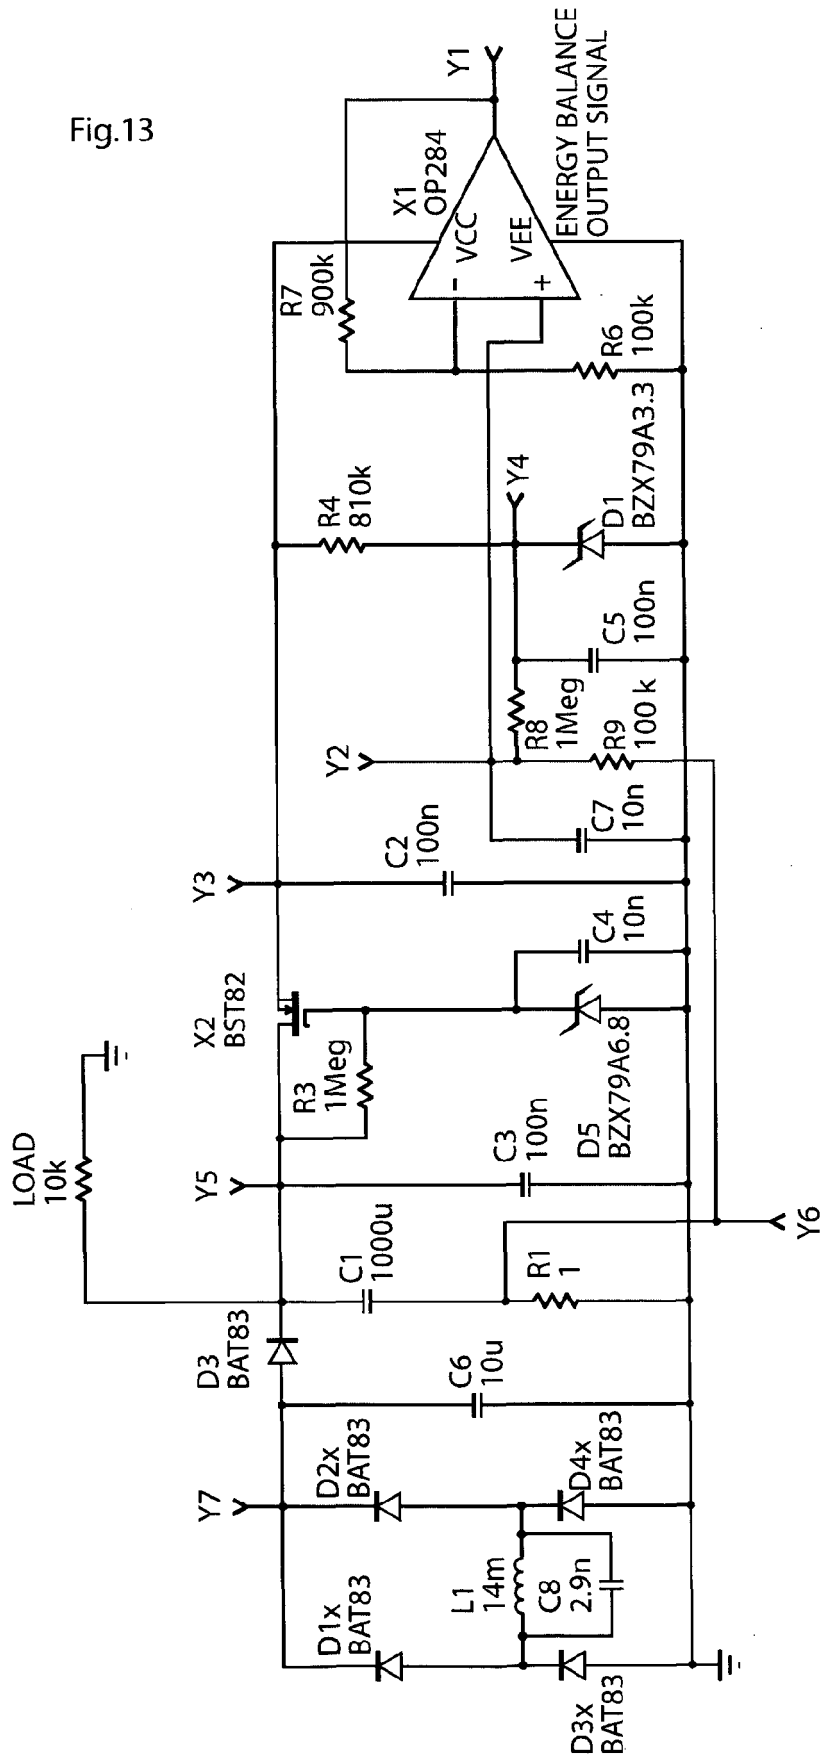 Fig.13
LOAD
10k
Y7
D1x
BAT83
D2x
BAT83
L1
14m
C8
2.9n
D3x
BAT83
D4x
BAT83
D3
BAT83
C6
10u
C1
1000u
R1
1
Y5
Y6
C3
100n
R3
1Meg
X2
BST82
D5
BZX79A6.8
C4
10n
Y3
C2
100n
C7
10n
Y2
R8
1Meg
R9
100 k
C5
100n
R4
810k
Y4
D1
BZX79A3.3
R7
900k
R6
100k
X1
OP284
VCC
VEE
-
+
Y1
ENERGY BALANCE
OUTPUT SIGNAL